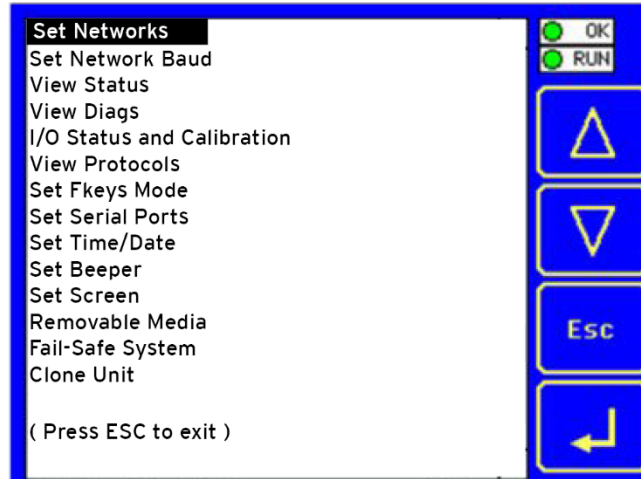 Set Networks
Set Network Baud
View Status
View Diags
I/O Status and Calibration
View Protocols
Set Fkeys Mode
Set Serial Ports
Set Time/Date
Set Beeper
Set Screen
Removable Media
Fail-Safe System
Clone Unit
( Press ESC to exit )
OK
RUN
Esc